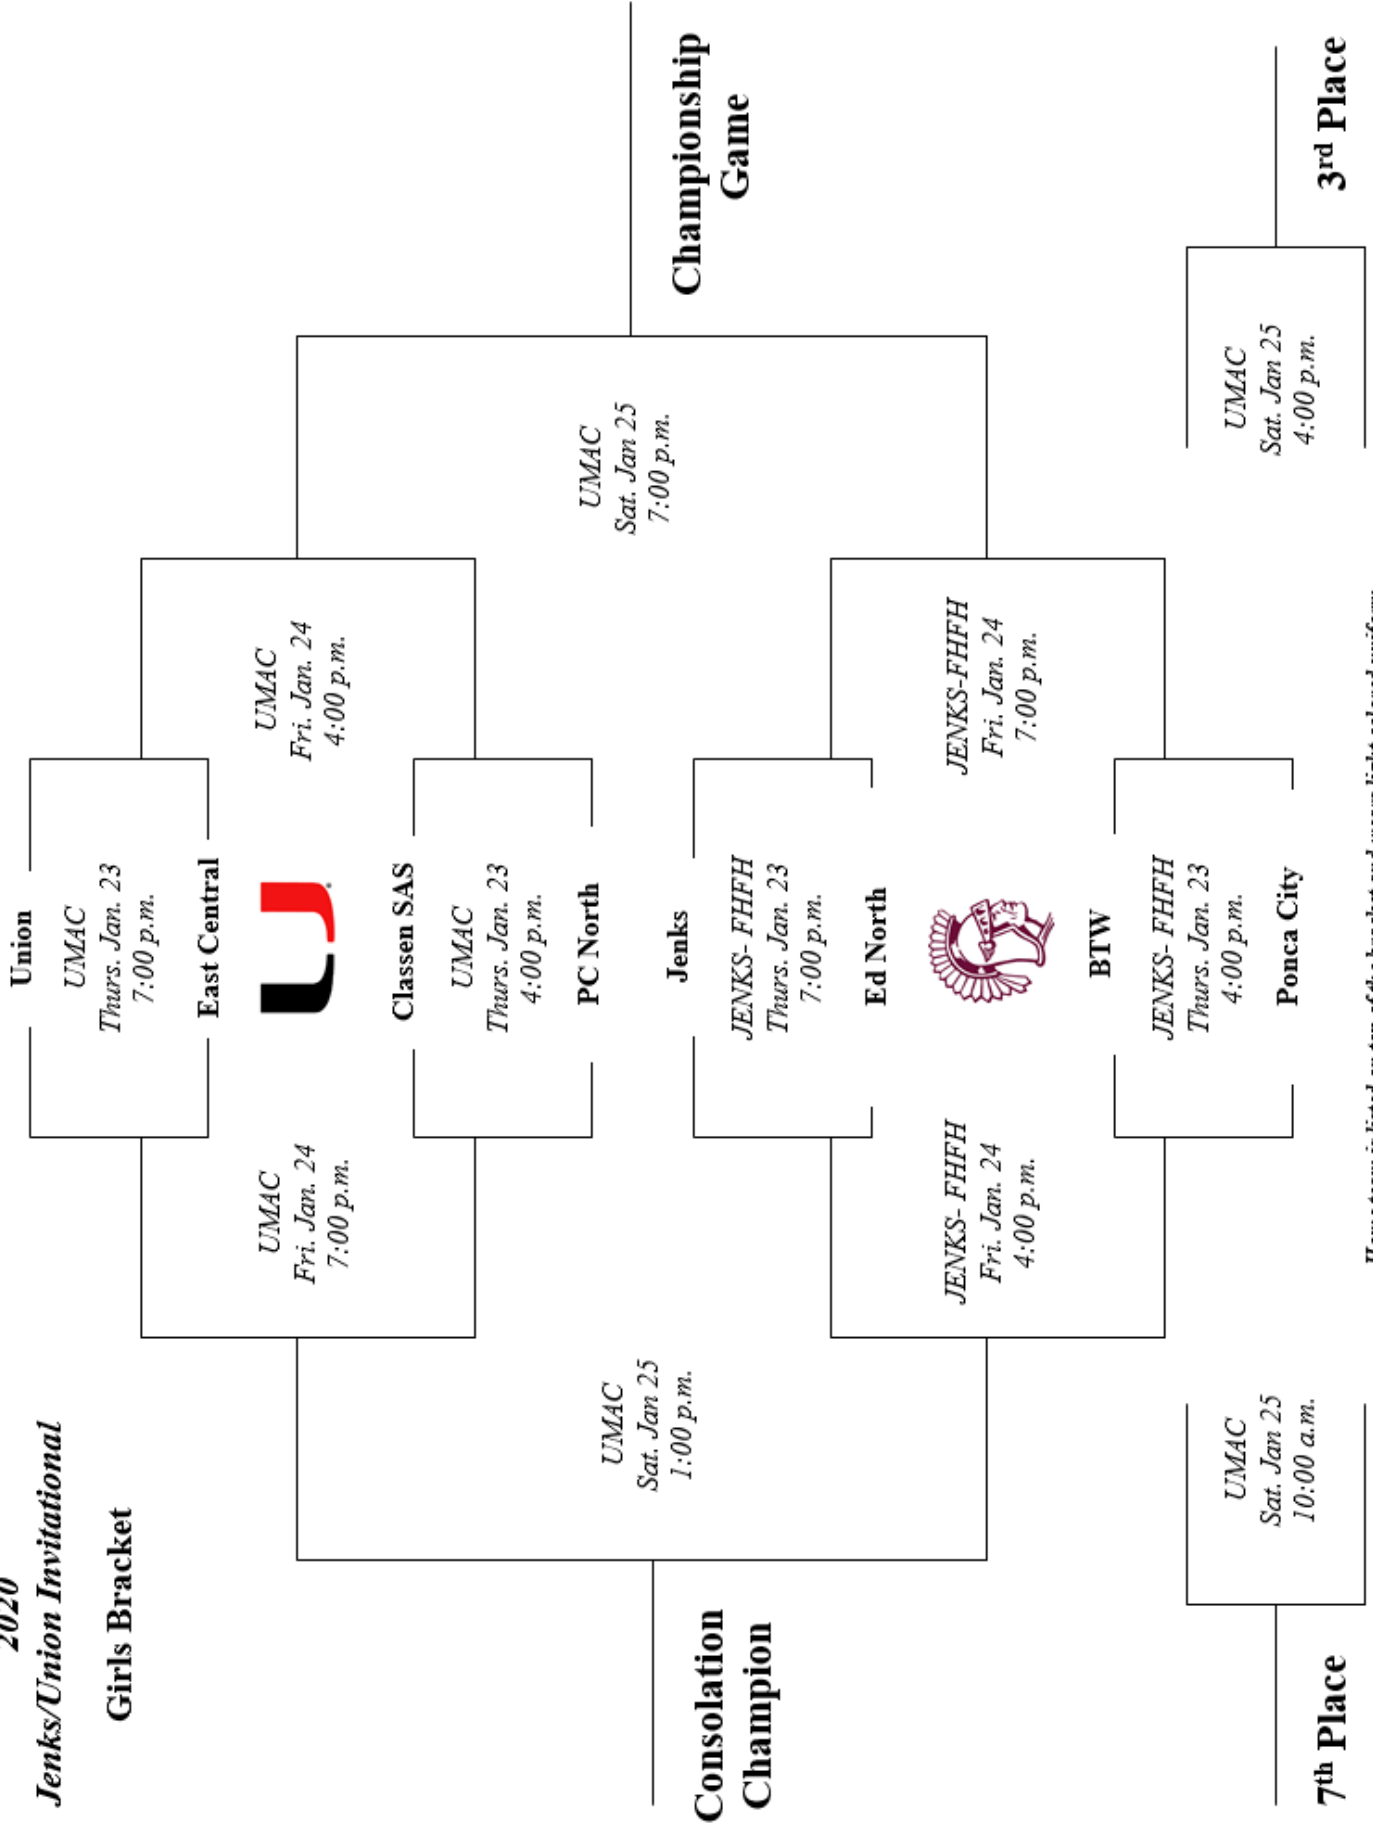 2020
Jenks/Union Invitational
Girls Bracket
Union
UMAC
Thurs. Jan. 23
7:00 p.m.
East Central
UMAC
Fri. Jan. 24
7:00 p.m.
UMAC
Fri. Jan. 24
4:00 p.m.
Classen SAS
UMAC
Thurs. Jan. 23
4:00 p.m.
PC North
UMAC
Sat. Jan 25
1:00 p.m.
UMAC
Sat. Jan 25
7:00 p.m.
Consolation
Champion
Championship
Game
Jenks
JENKS- FHFH
Thurs. Jan. 23
7:00 p.m.
Ed North
JENKS- FHFH
Fri. Jan. 24
4:00 p.m.
JENKS-FHFH
Fri. Jan. 24
7:00 p.m.
BTW
JENKS- FHFH
Thurs. Jan. 23
4:00 p.m.
Ponca City
UMAC
Sat. Jan 25
10:00 a.m.
7th Place
UMAC
Sat. Jan 25
4:00 p.m.
3rd Place